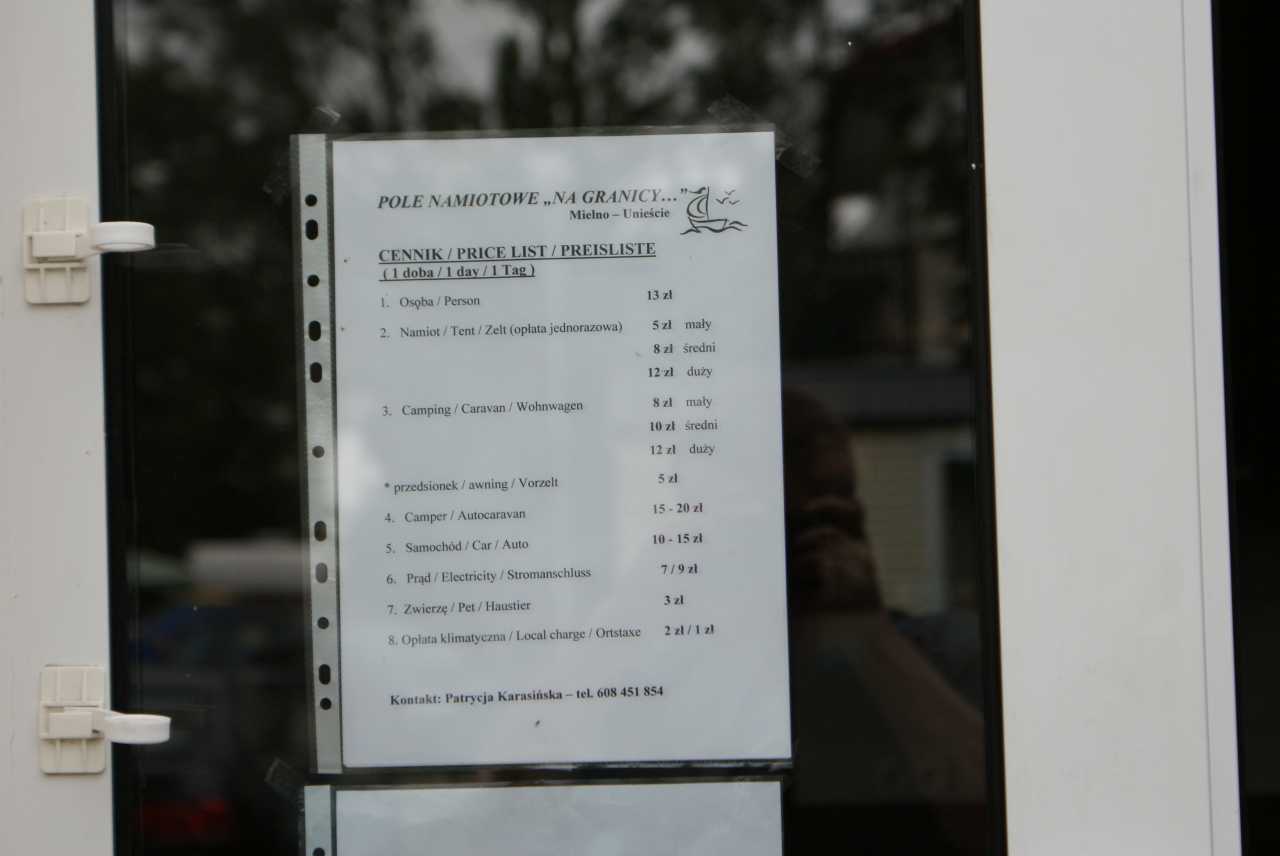 POLE NAMIOTOWE „NA GRANICY…”
Mielno – Unieście
CENNIK / PRICE LIST / PREISLISTE
( 1 doba / 1 day / 1 Tag )
1. Osoba / Person 13 zł
2. Namiot / Tent / Zelt (opłata jednorazowa) 5 zł mały
8 zł średni
12 zł duży
3. Camping / Caravan / Wohnwagen 8 zł mały
10 zł średni
12 zł duży
* przedsionek / awning / Vorzelt 5 zł
4. Camper / Autocaravan 15 - 20 zł
5. Samochód / Car / Auto 10 - 15 zł
6. Prąd / Electricity / Stromanschluss 7 / 9 zł
7. Zwierzę / Pet / Haustier 3 zł
8. Opłata klimatyczna / Local charge / Ortstaxe 2 zł / 1 zł
Kontakt: Patrycja Karasińska – tel. 608 451 854